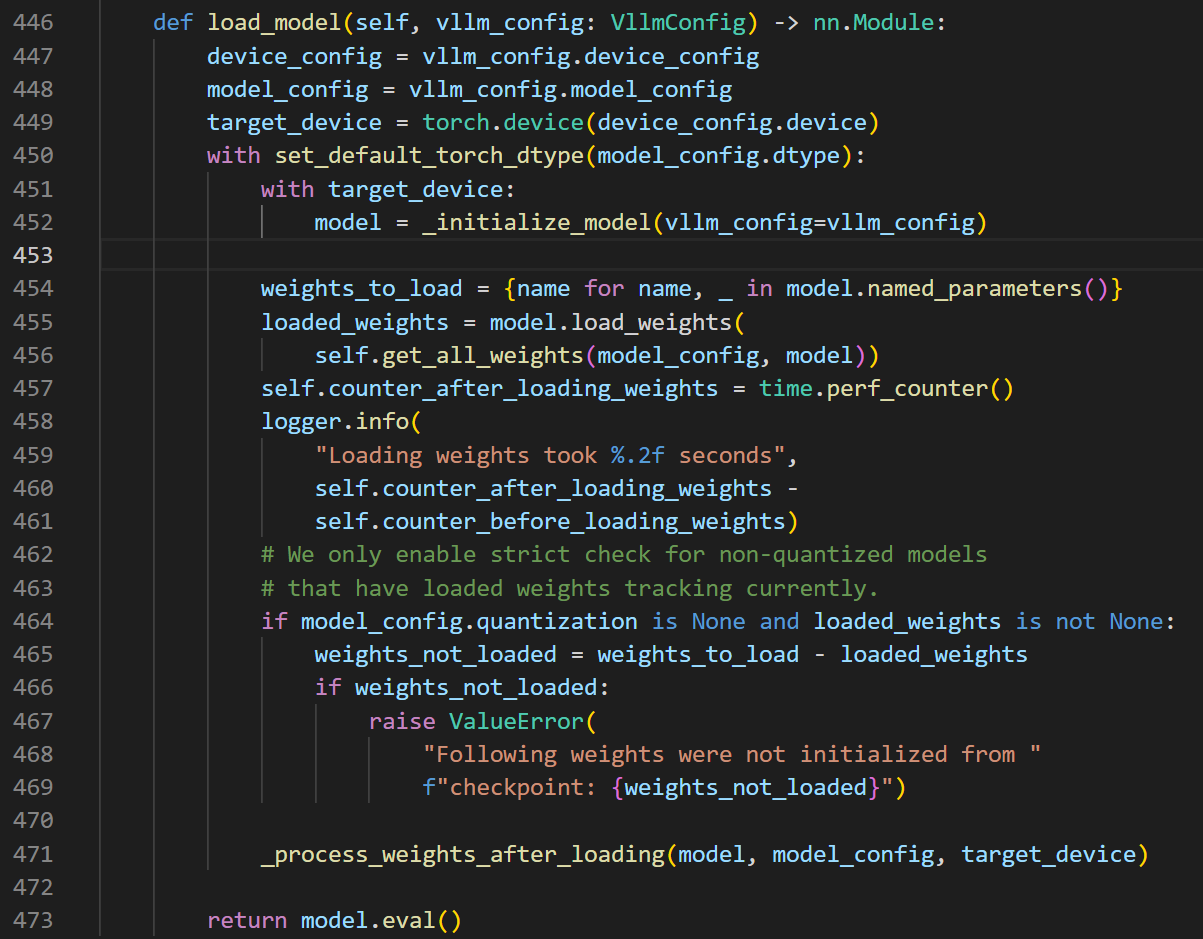 446 def load_model(self, vllm_config: VllmConfig) -> nn.Module:
447 device_config = vllm_config.device_config
448 model_config = vllm_config.model_config
449 target_device = torch.device(device_config.device)
450 with set_default_torch_dtype(model_config.dtype):
451 with target_device:
452 model = _initialize_model(vllm_config=vllm_config)
453
454 weights_to_load = {name for name, _ in model.named_parameters()}
455 loaded_weights = model.load_weights(
456 self.get_all_weights(model_config, model))
457 self.counter_after_loading_weights = time.perf_counter()
458 logger.info(
459 "Loading weights took %.2f seconds",
460 self.counter_after_loading_weights -
461 self.counter_before_loading_weights)
462 # We only enable strict check for non-quantized models
463 # that have loaded weights tracking currently.
464 if model_config.quantization is None and loaded_weights is not None:
465 weights_not_loaded = weights_to_load - loaded_weights
466 if weights_not_loaded:
467 raise ValueError(
468 "Following weights were not initialized from "
469 f"checkpoint: {weights_not_loaded}")
470
471 _process_weights_after_loading(model, model_config, target_device)
472
473 return model.eval()